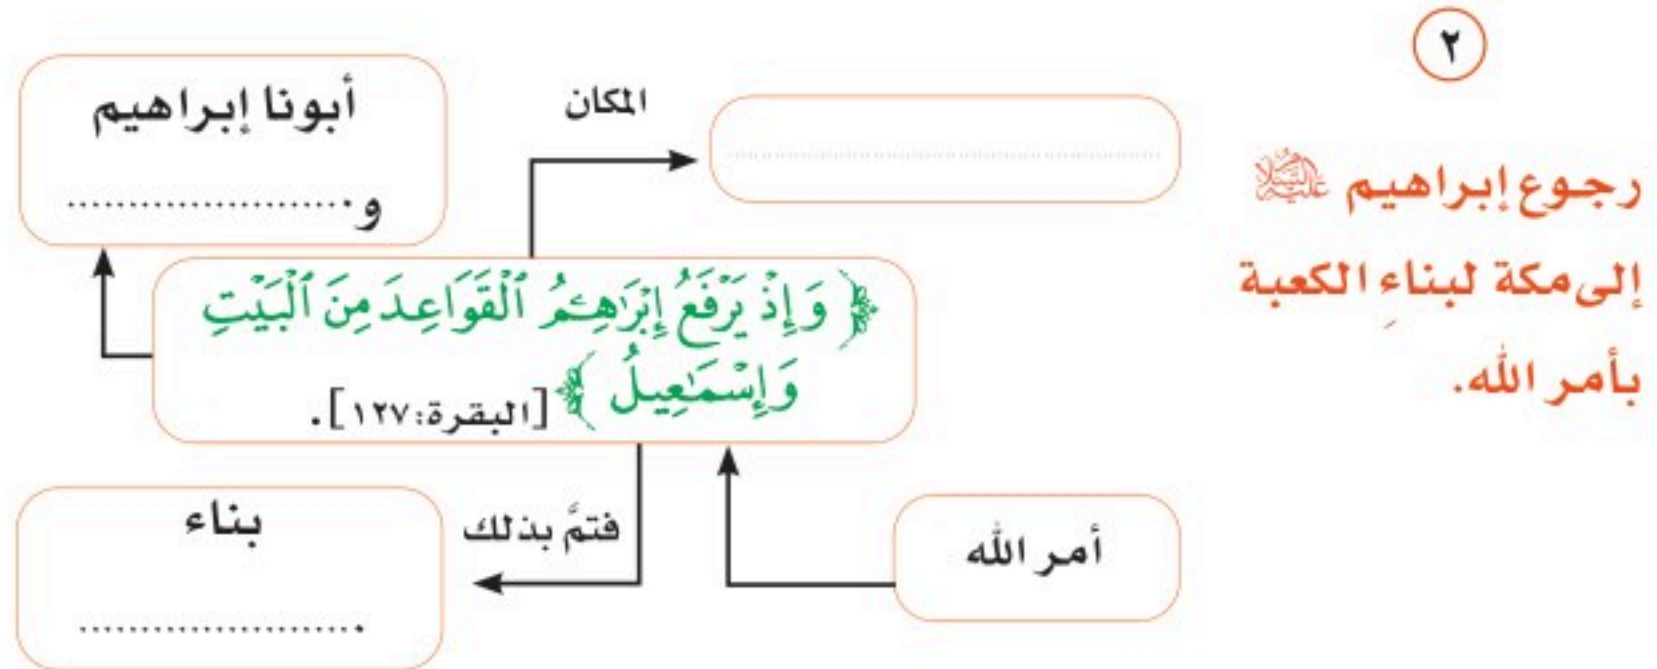 ٢
رجوع إبراهيم عليه السلام
إلى مكة لبناءِ الكعبة
بأمر الله.
المكان
................................
أبونا إبراهيم
و........................
﴿ وَإِذْ يَرْفَعُ إِبْرَٰهِـۧمُ ٱلْقَوَاعِدَ مِنَ ٱلْبَيْتِ
وَإِسْمَٰعِيلُ ﴾ [البقرة: ١٢٧].
أمر الله
فتمَّ بذلك
بناء
........................